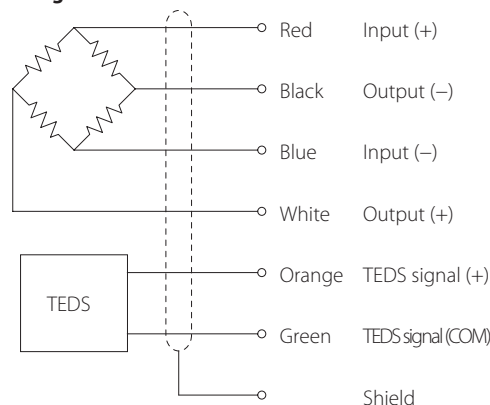 Red Input (+)
Black Output (−)
Blue Input (−)
White Output (+)
Orange TEDS signal (+)
TEDS
Green TEDS signal (COM)
Shield